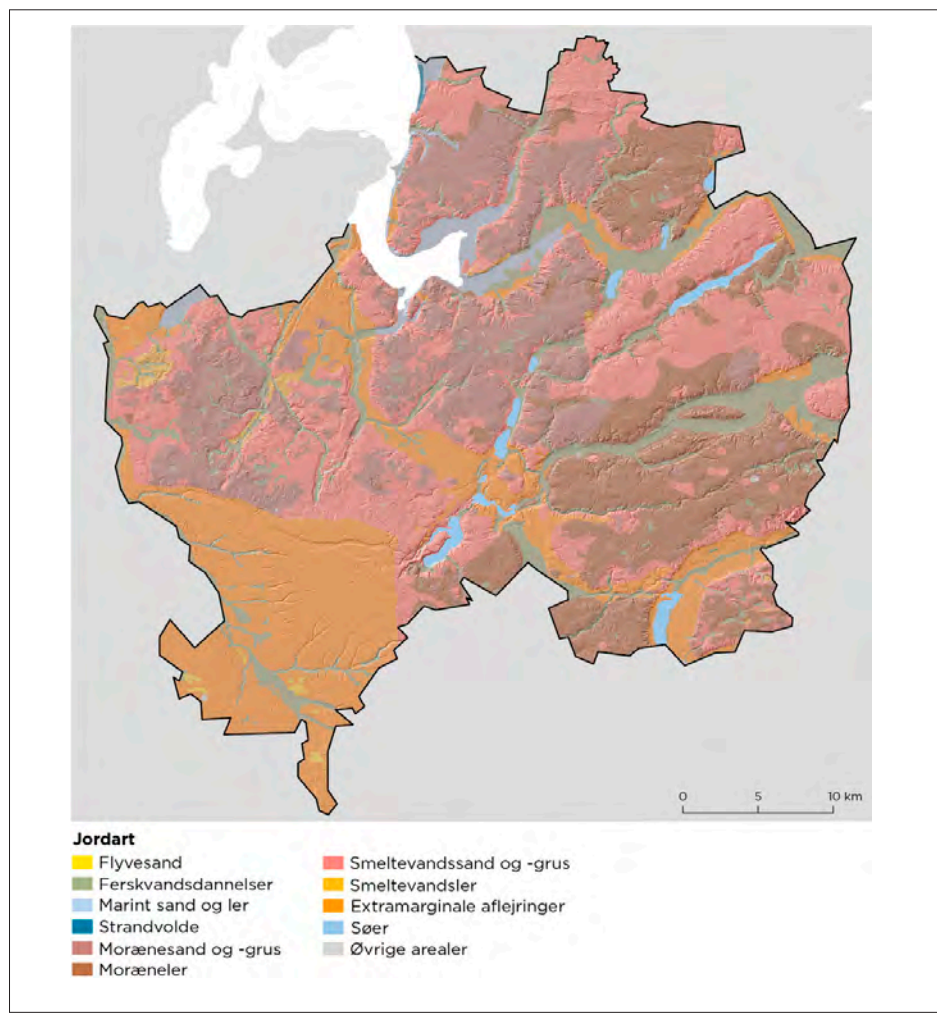 0 5 10 km
Jordart
Flyvesand
Ferskvandsdannelser
Marint sand og ler
Strandvolde
Morænesand og -grus
Moræneler
Smeltevandssand og -grus
Smeltevandsler
Extramarginale aflejringer
Søer
Øvrige arealer